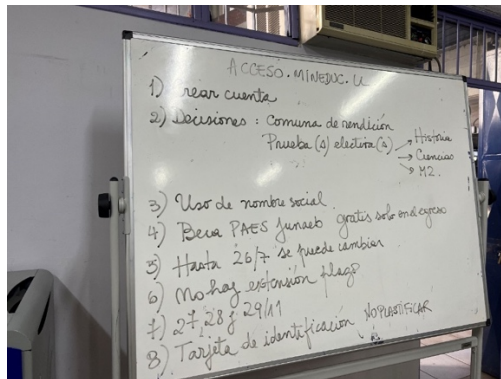 ACCESO.MINEDUC.CL
1) Crear cuenta
2) Decisiones : Comuna de rendición
Prueba (s) electiva (s) → Historia
→ Ciencias
→ M2.
3) Uso de nombre social
4) Beca PAES Junaeb gratis solo en el egreso
5) Hasta 26/7 se puede cambiar
6) No hay extensión plazo
7) 27, 28 y 29/11
8) Tarjeta de identificación NO PLASTIFICAR